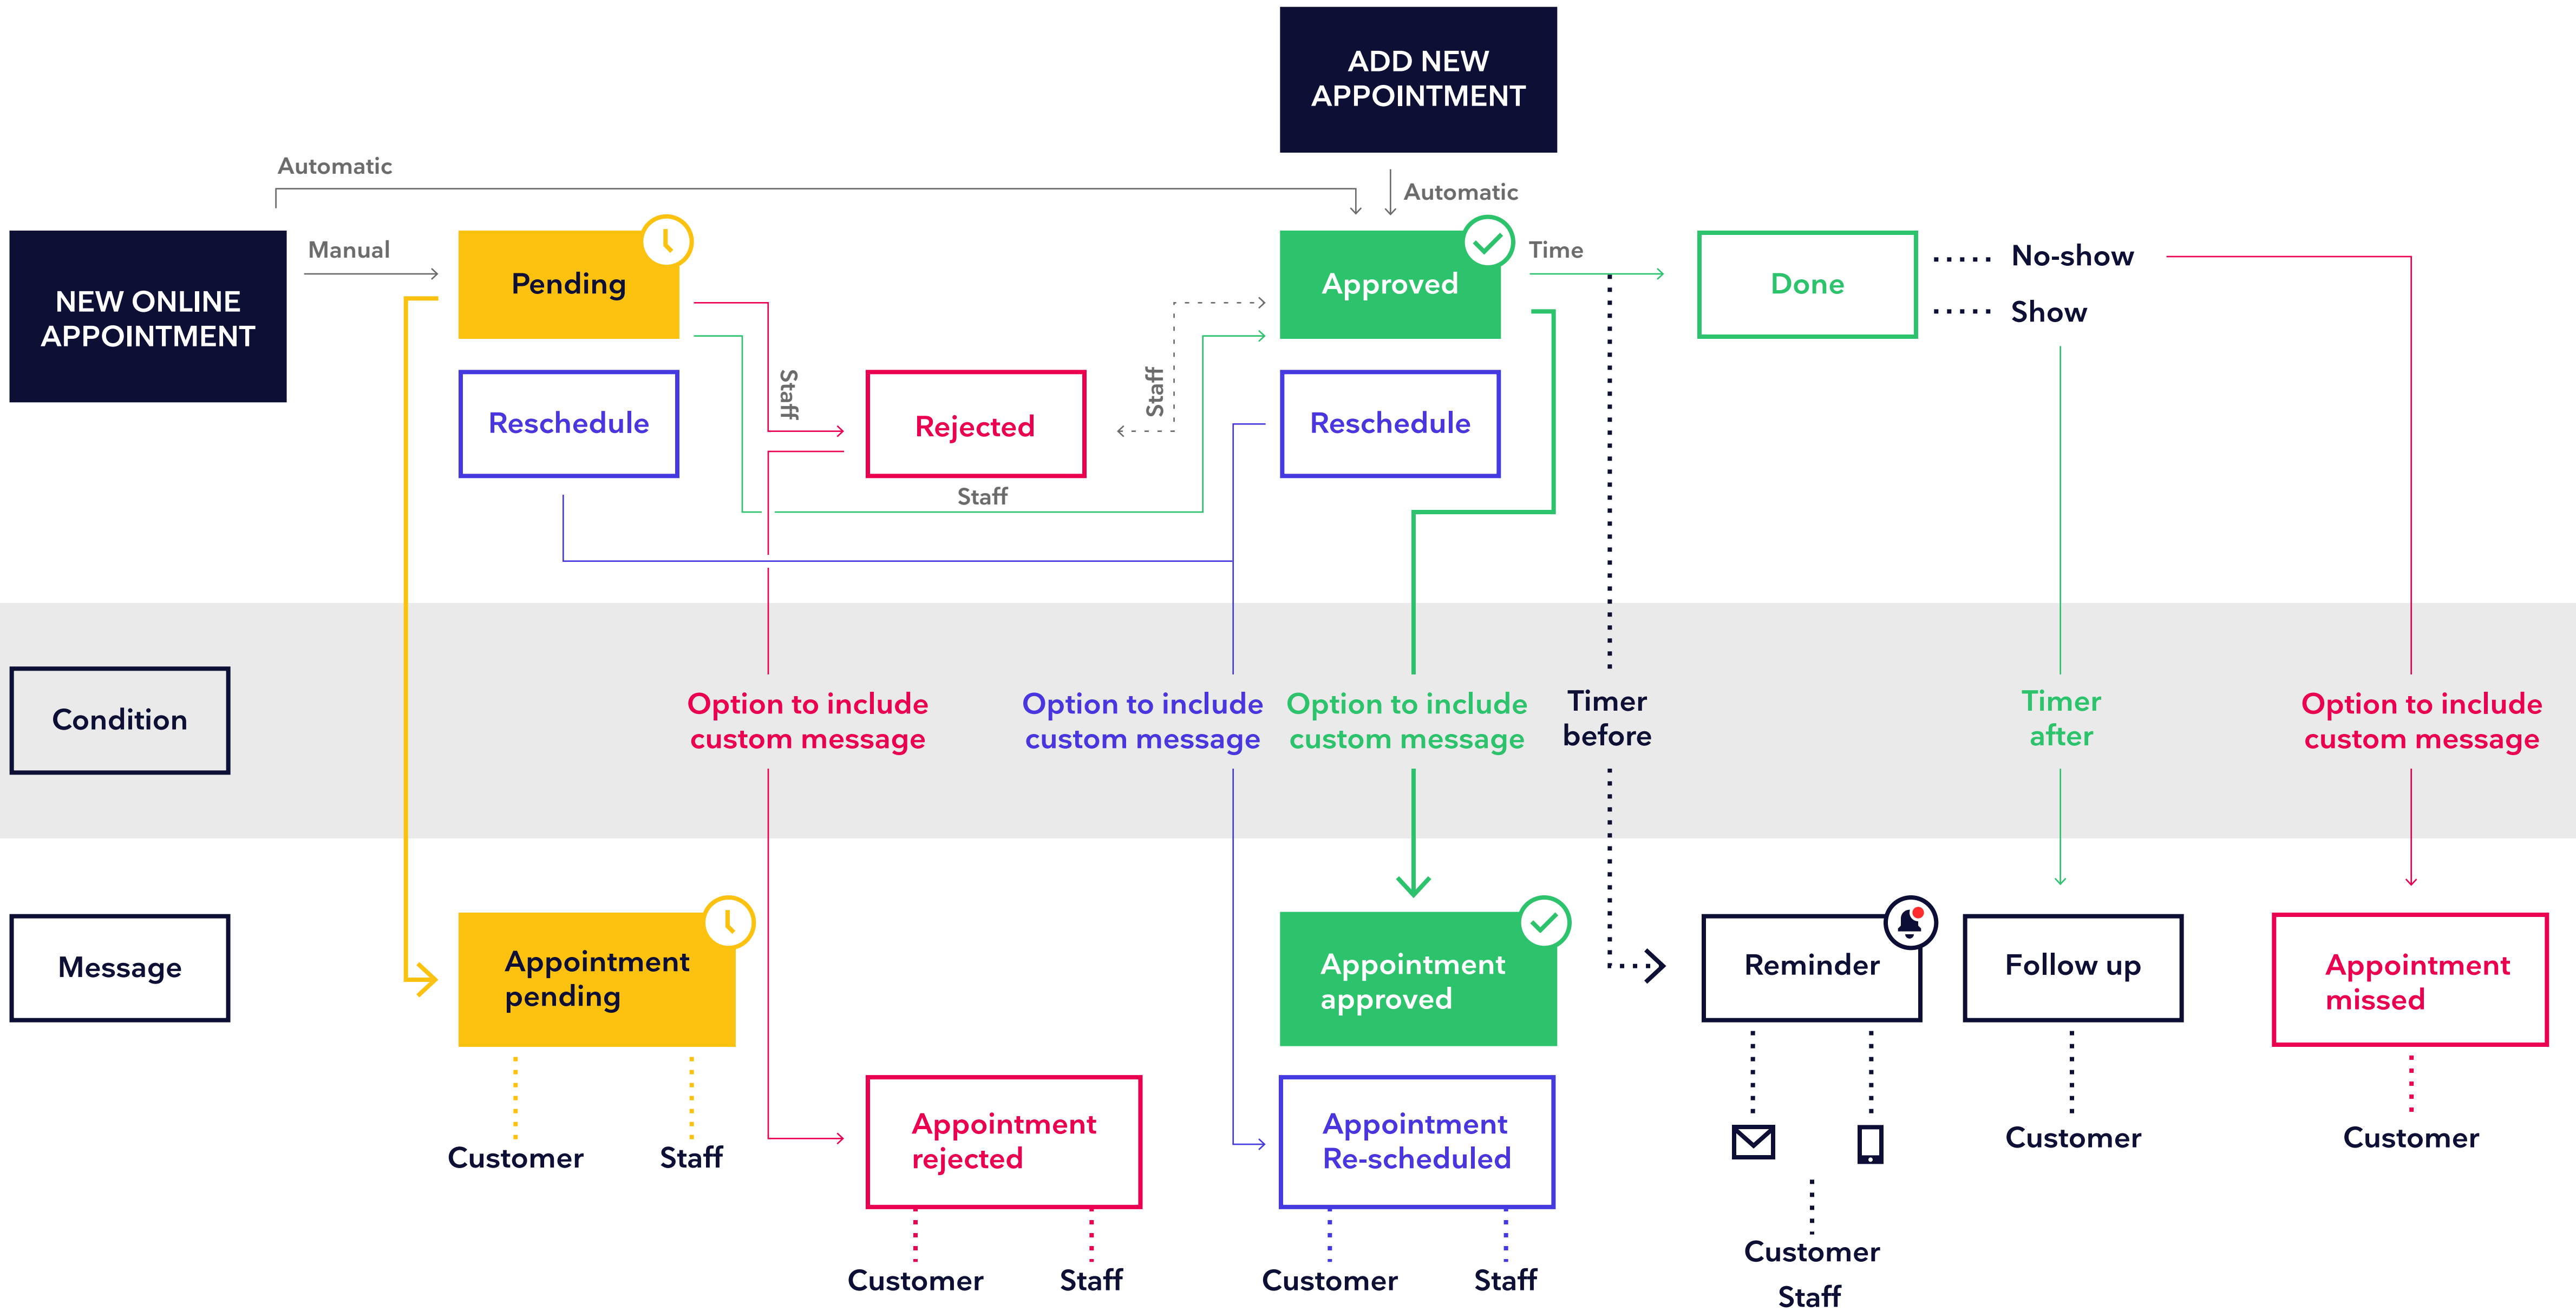 ADD NEW
APPOINTMENT
Automatic
Automatic
NEW ONLINE
APPOINTMENT
Manual
Pending
Approved
Time
Done
No-show
Show
Reschedule
Staff
Rejected
Staff
Reschedule
Staff
Condition
Option to include
custom message
Option to include
custom message
Option to include
custom message
Timer
before
Timer
after
Option to include
custom message
Message
Appointment
pending
Appointment
approved
Reminder
Follow up
Appointment
missed
Customer
Staff
Appointment
rejected
Appointment
Re-scheduled
Customer
Customer
Customer
Staff
Customer
Staff
Customer
Staff